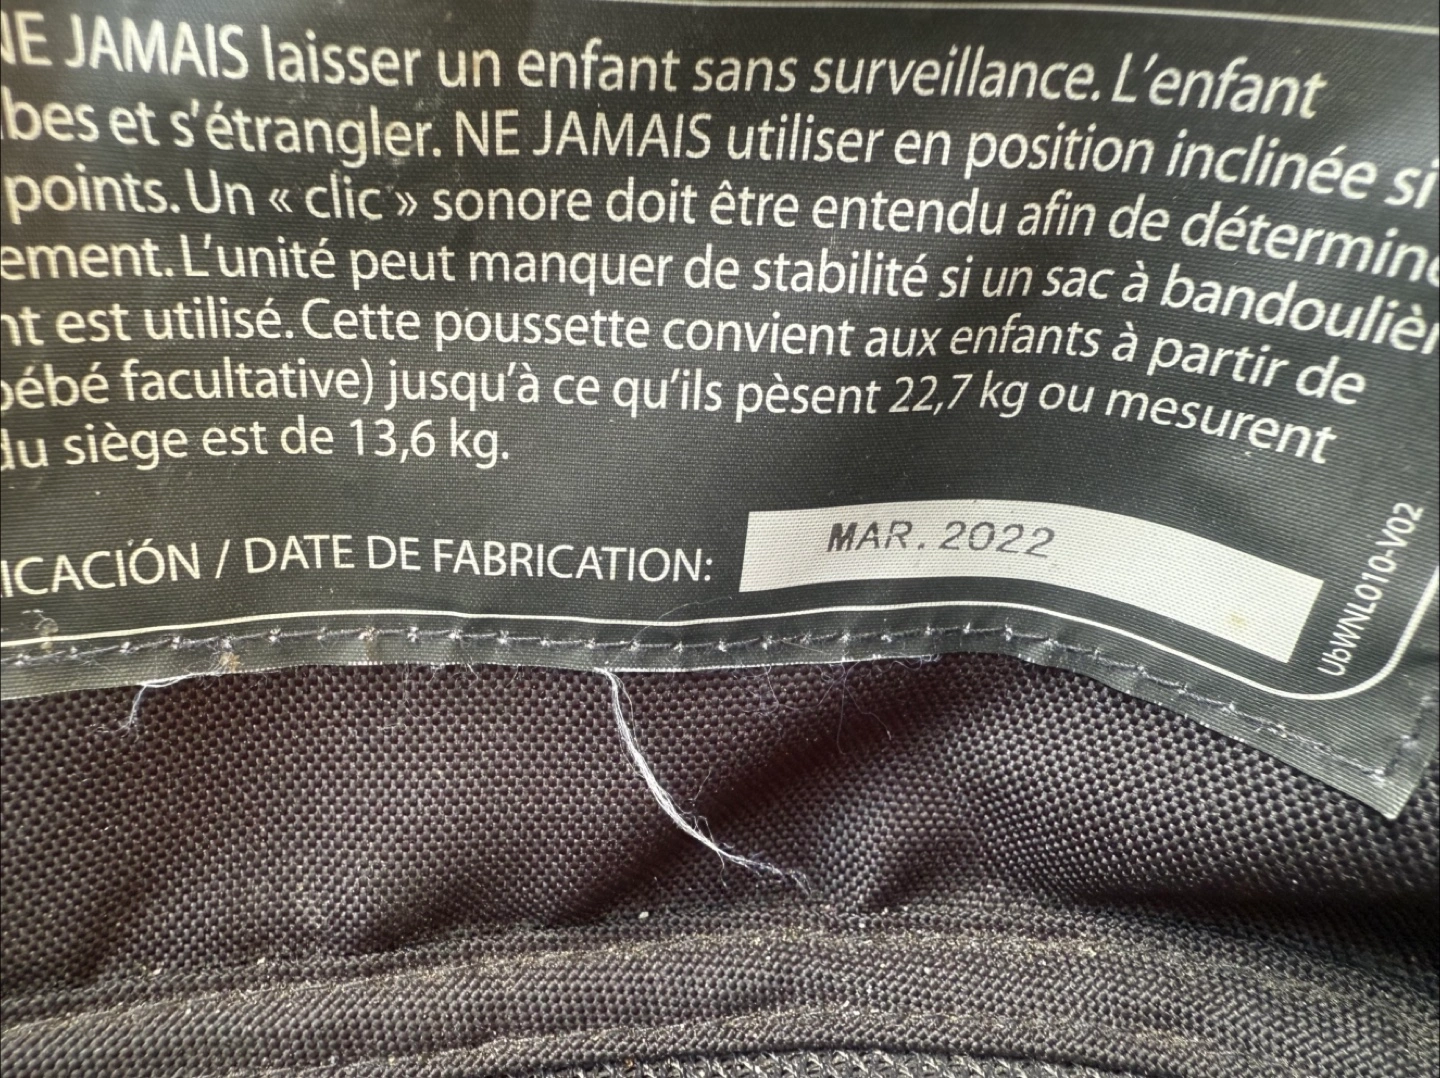 NE JAMAIS laisser un enfant sans surveillance. L'enfant
bes et s'étrangler. NE JAMAIS utiliser en position inclinée si
points. Un « clic » sonore doit être entendu afin de détermine
ement. L'unité peut manquer de stabilité si un sac à bandouliè
nt est utilisé. Cette poussette convient aux enfants à partir de
bébé facultative) jusqu'à ce qu'ils pèsent 22,7 kg ou mesurent
du siège est de 13,6 kg.
ICACIÓN / DATE DE FABRICATION: MAR. 2022
UbWNL010-V02